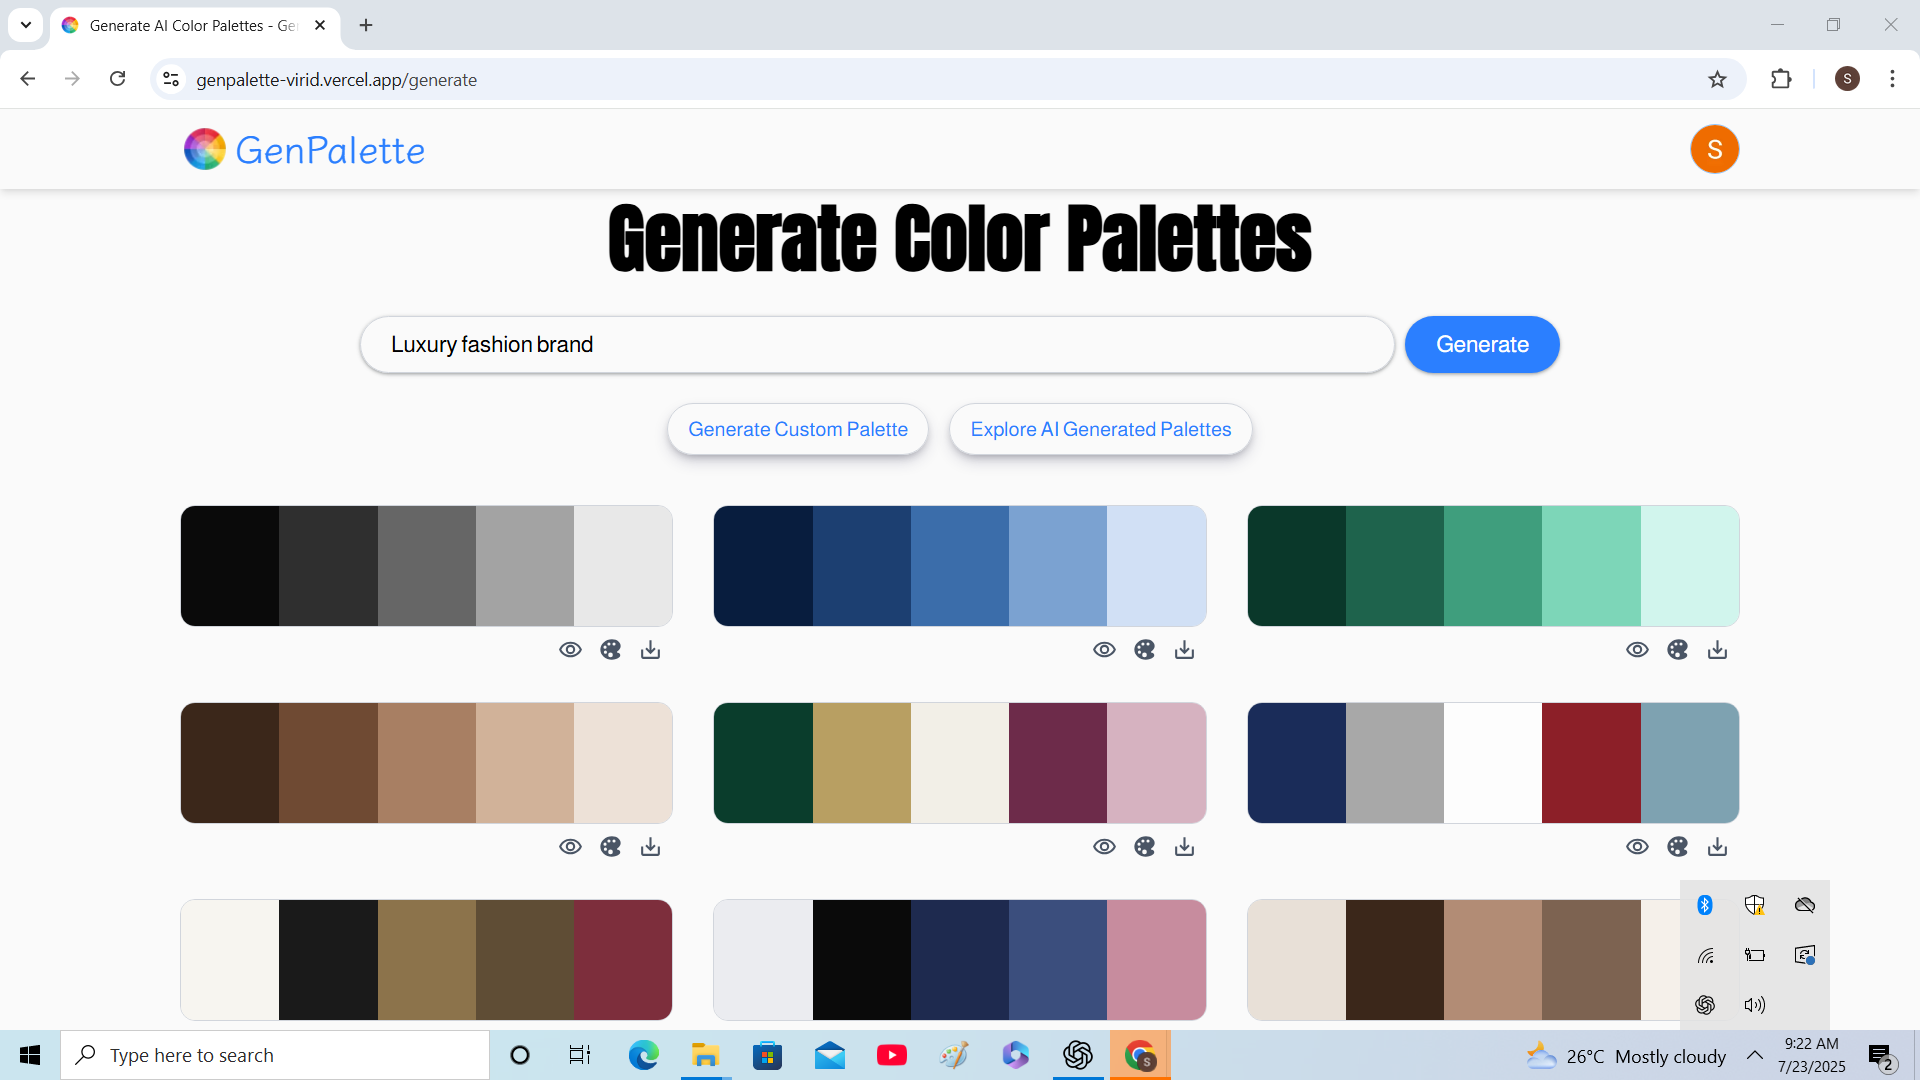 Generate AI Color Palettes - Ge
genpalette-virid.vercel.app/generate
S
GenPalette
S
Generate Color Palettes
Luxury fashion brand
Generate
Generate Custom Palette
Explore AI Generated Palettes
Type here to search
S
26°C Mostly cloudy
9:22 AM
7/23/2025
2